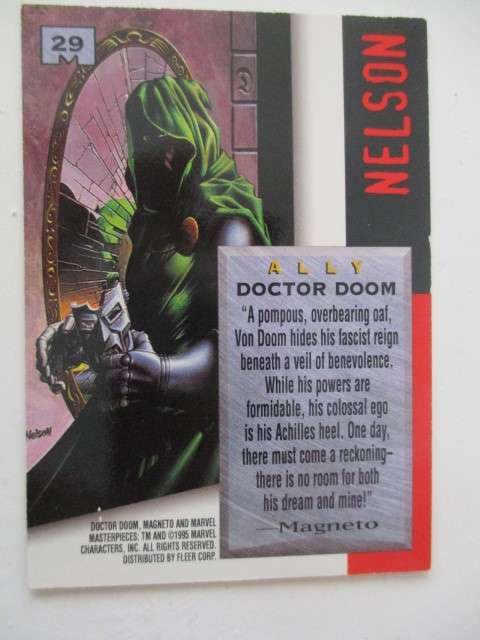 29
M
NELSON
ALLY
DOCTOR DOOM
“A pompous, overbearing oaf,
Von Doom hides his fascist reign
beneath a veil of benevolence.
While his powers are
formidable, his colossal ego
is his Achilles heel. One day,
there must come a reckoning–
there is no room for both
his dream and mine!”
—Magneto
Nelson
DOCTOR DOOM, MAGNETO AND MARVEL
MASTERPIECES: TM AND ©1995 MARVEL
CHARACTERS, INC. ALL RIGHTS RESERVED.
DISTRIBUTED BY FLEER CORP.